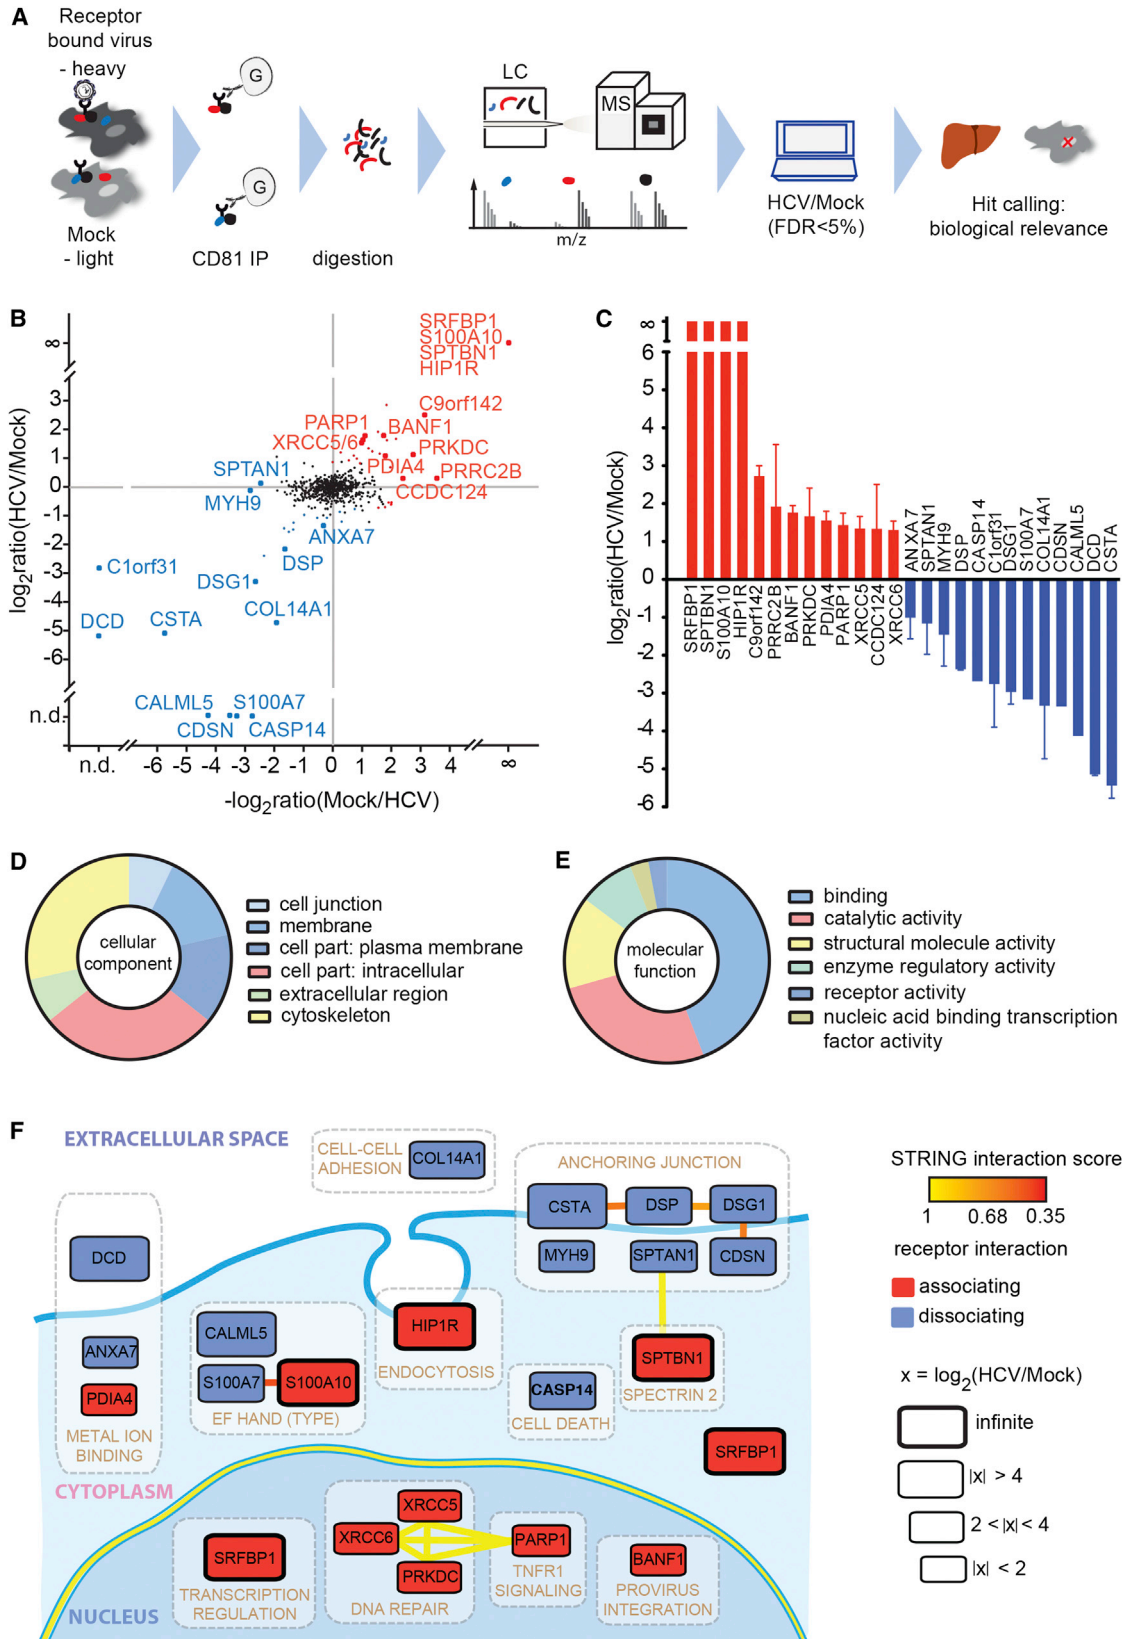 A
Receptor
bound virus
- heavy
Mock
- light
G
G
CD81 IP
digestion
LC
MS
m/z
HCV/Mock
(FDR<5%)
Hit calling:
biological relevance
B
log2ratio(HCV/Mock)
∞
3
2
1
0
-1
-2
-3
-4
-5
-6
n.d.
SRFBP1
S100A10
SPTBN1
HIP1R
C9orf142
PARP1
BANF1
XRCC5/6
PRKDC
PDIA4
PRRC2B
CCDC124
SPTAN1
MYH9
ANXA7
DSP
C1orf31
DSG1
COL14A1
DCD
CSTA
CALML5
S100A7
CDSN
CASP14
n.d.
-6 -5 -4 -3 -2 -1 0 1 2 3 4
∞
-log2ratio(Mock/HCV)
C
log2ratio(HCV/Mock)
∞
6
5
4
3
2
1
0
-1
-2
-3
-4
-5
-6
SRFBP1
SPTBN1
S100A10
HIP1R
C9orf142
PRRC2B
BANF1
PRKDC
PDIA4
PARP1
XRCC5
CCDC124
XRCC6
ANXA7
SPTAN1
MYH9
DSP
CASP14
C1orf31
DSG1
S100A7
COL14A1
CDSN
CALML5
DCD
CSTA
D
cellular
component
cell junction
membrane
cell part: plasma membrane
cell part: intracellular
extracellular region
cytoskeleton
E
molecular
function
binding
catalytic activity
structural molecule activity
enzyme regulatory activity
receptor activity
nucleic acid binding transcription
factor activity
F
EXTRACELLULAR SPACE
CELL-CELL
ADHESION
COL14A1
ANCHORING JUNCTION
CSTA
DSP
DSG1
MYH9
SPTAN1
CDSN
DCD
ANXA7
PDIA4
METAL ION
BINDING
CALML5
S100A7
S100A10
EF HAND (TYPE)
HIP1R
ENDOCYTOSIS
CASP14
CELL DEATH
SPTBN1
SPECTRIN 2
SRFBP1
CYTOPLASM
SRFBP1
TRANSCRIPTION
REGULATION
XRCC5
XRCC6
PRKDC
DNA REPAIR
PARP1
TNFR1
SIGNALING
BANF1
PROVIRUS
INTEGRATION
NUCLEUS
STRING interaction score
1 0.68 0.35
receptor interaction
associating
dissociating
x = log2(HCV/Mock)
infinite
|x| > 4
2 < |x| < 4
|x| < 2